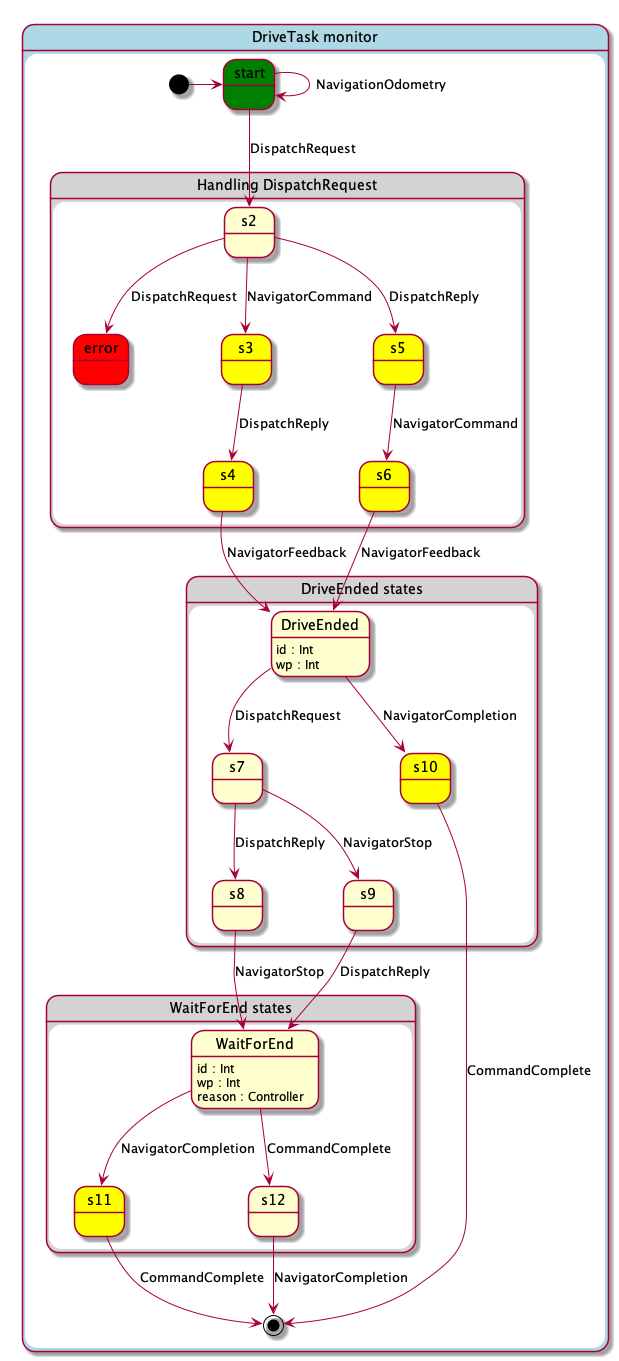 DriveTask monitor
start
NavigationOdometry
DispatchRequest
Handling DispatchRequest
s2
DispatchRequest
NavigatorCommand
DispatchReply
error
s3
s5
DispatchReply
NavigatorCommand
s4
s6
NavigatorFeedback
NavigatorFeedback
DriveEnded states
DriveEnded
id : Int
wp : Int
DispatchRequest
NavigatorCompletion
s7
s10
DispatchReply
NavigatorStop
s8
s9
NavigatorStop
DispatchReply
WaitForEnd states
WaitForEnd
id : Int
wp : Int
reason : Controller
CommandComplete
NavigatorCompletion
CommandComplete
s11
s12
CommandComplete
NavigatorCompletion